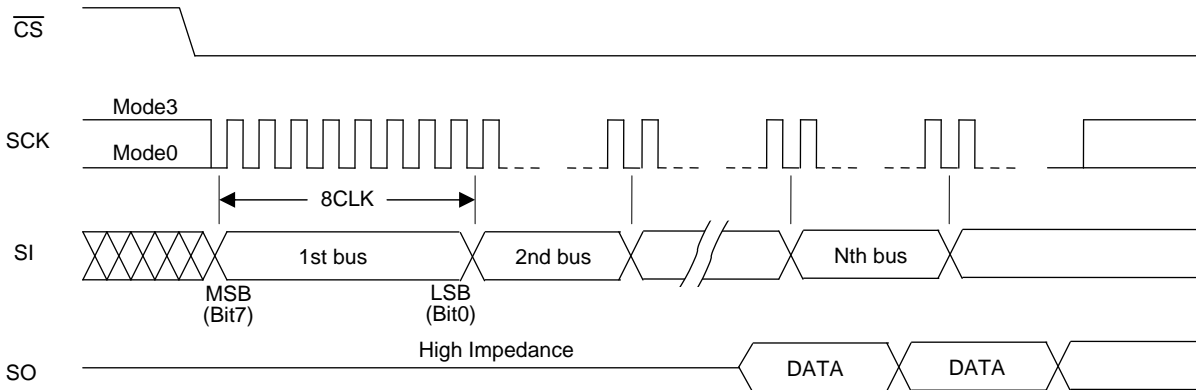 CS
Mode3
SCK
Mode0
8CLK
SI
1st bus
2nd bus
Nth bus
MSB
(Bit7)
LSB
(Bit0)
High Impedance
SO
DATA
DATA